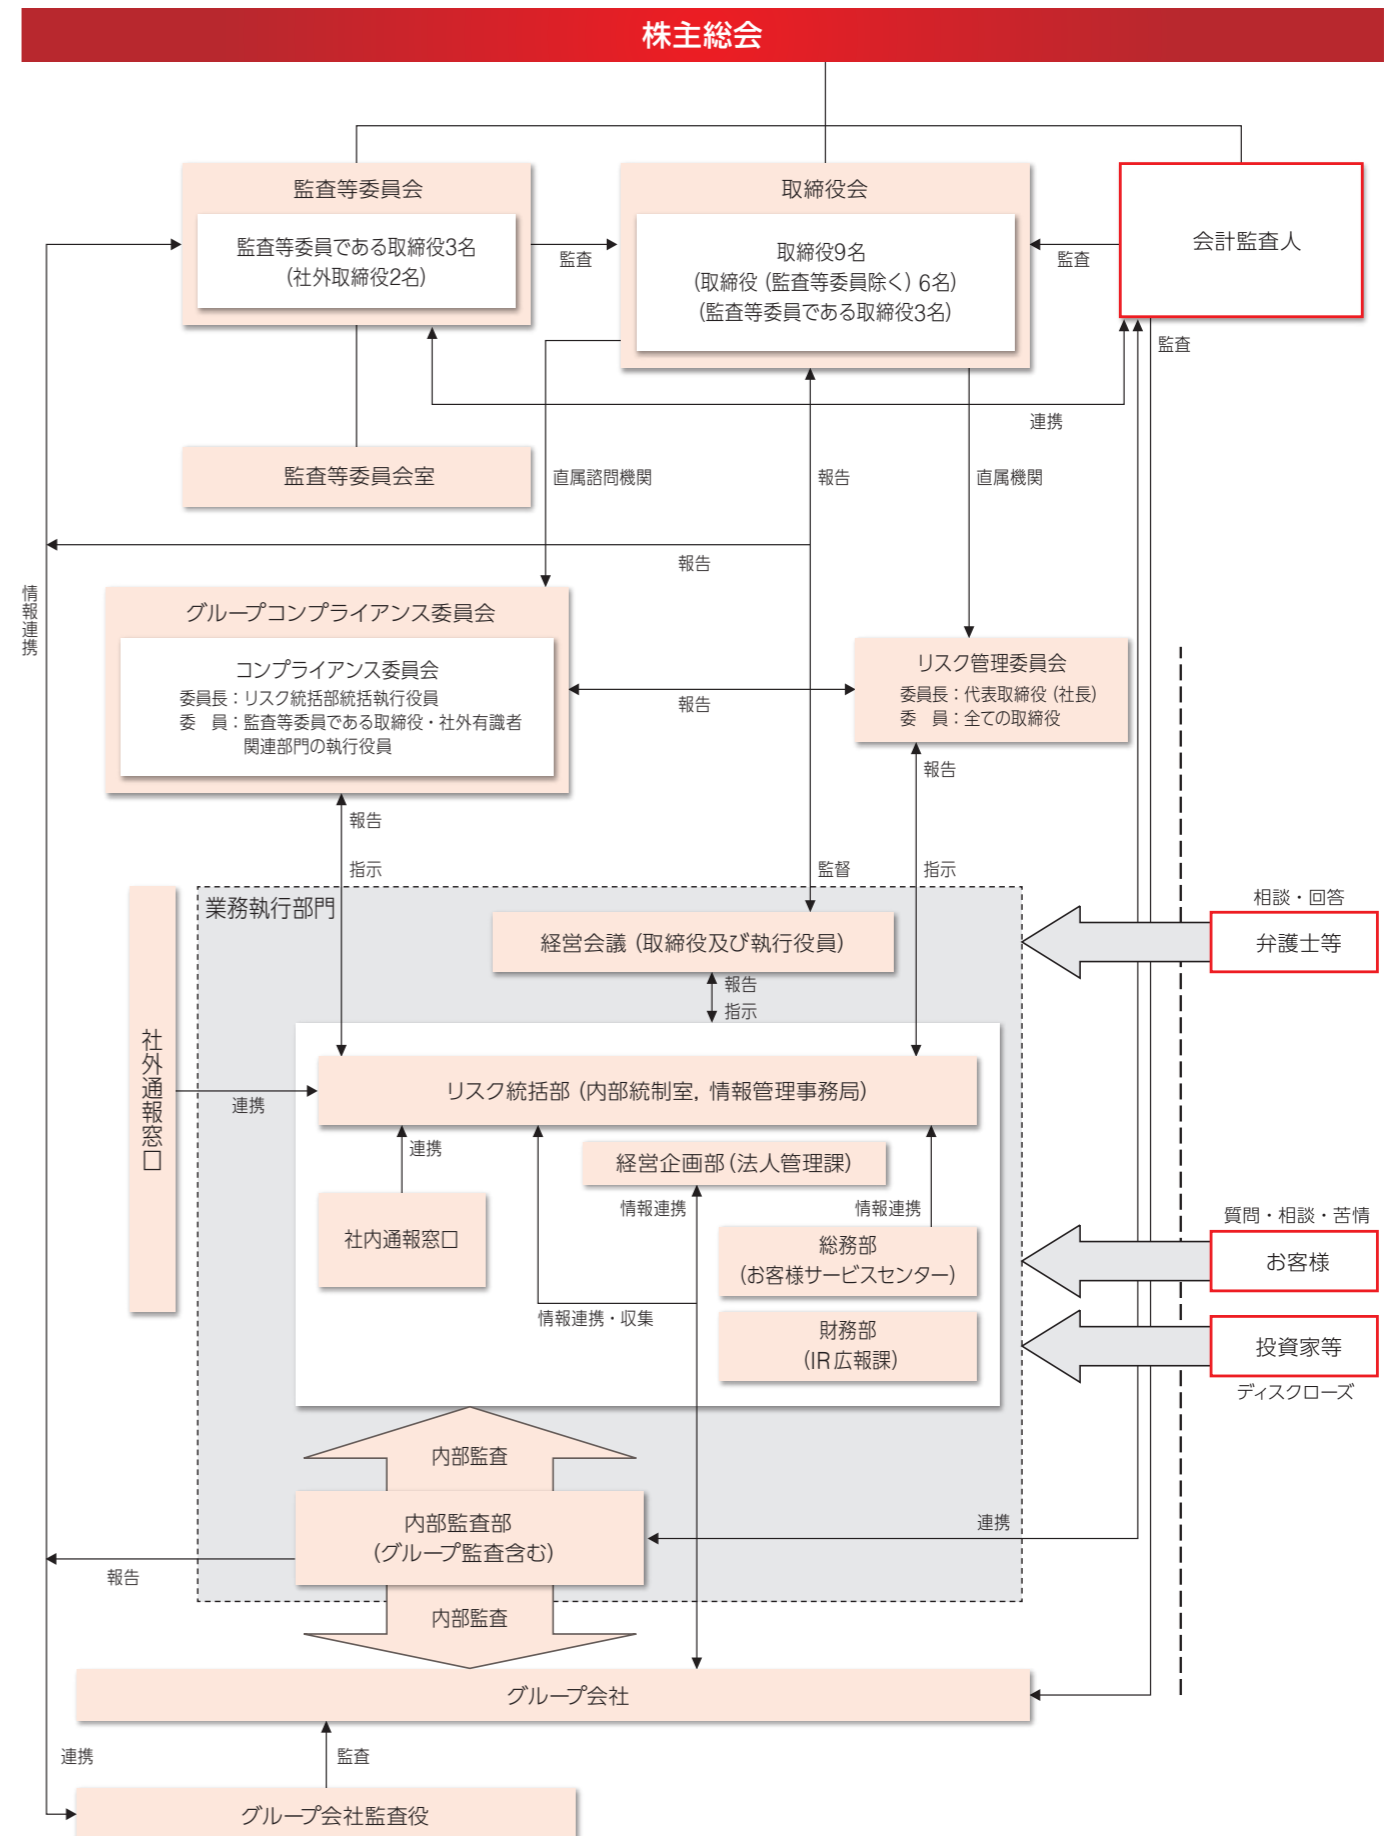 株主総会
監査等委員会
監査等委員である取締役3名
(社外取締役2名)
監査
取締役会
取締役9名
(取締役 (監査等委員除く) 6名)
(監査等委員である取締役3名)
監査
会計監査人
監査
連携
監査等委員会室
直属諮問機関
報告
直属機関
報告
情報連携
グループコンプライアンス委員会
コンプライアンス委員会
委員長：リスク統括部統括執行役員
委　員：監査等委員である取締役・社外有識者
関連部門の執行役員
報告
リスク管理委員会
委員長：代表取締役 (社長)
委　員：全ての取締役
報告
報告
指示
監督
指示
業務執行部門
経営会議 (取締役及び執行役員)
相談・回答
弁護士等
報告
指示
社外通報窓口
連携
リスク統括部 (内部統制室, 情報管理事務局)
連携
経営企画部 (法人管理課)
社内通報窓口
情報連携
情報連携
総務部
(お客様サービスセンター)
質問・相談・苦情
お客様
情報連携・収集
財務部
(IR広報課)
投資家等
ディスクローズ
内部監査
内部監査部
(グループ監査含む)
連携
報告
内部監査
グループ会社
連携
監査
グループ会社監査役